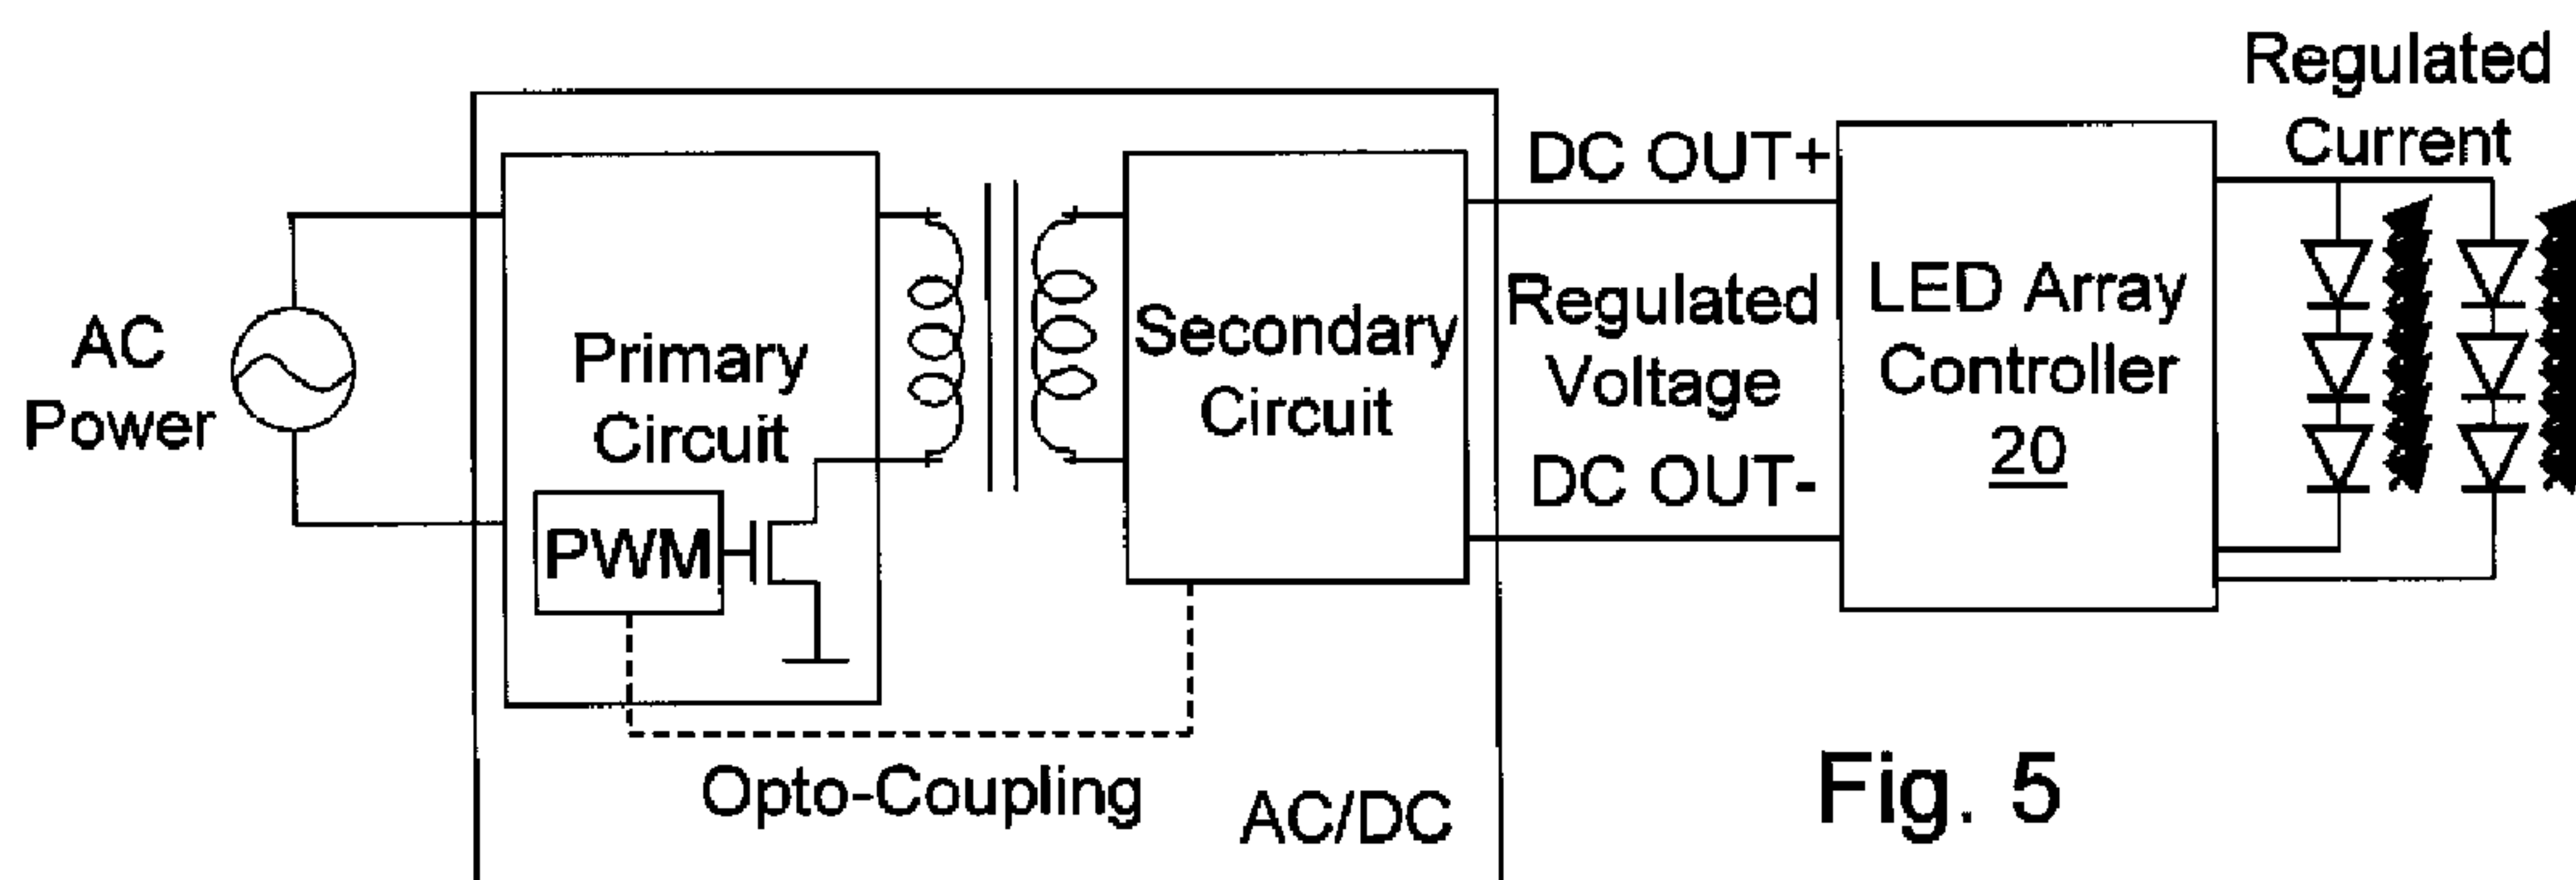 Regulated
Current
DC OUT+
AC
Power
Primary
Circuit
PWM
Secondary
Circuit
Regulated
Voltage
DC OUT-
LED Array
Controller
20
Opto-Coupling
AC/DC
Fig. 5